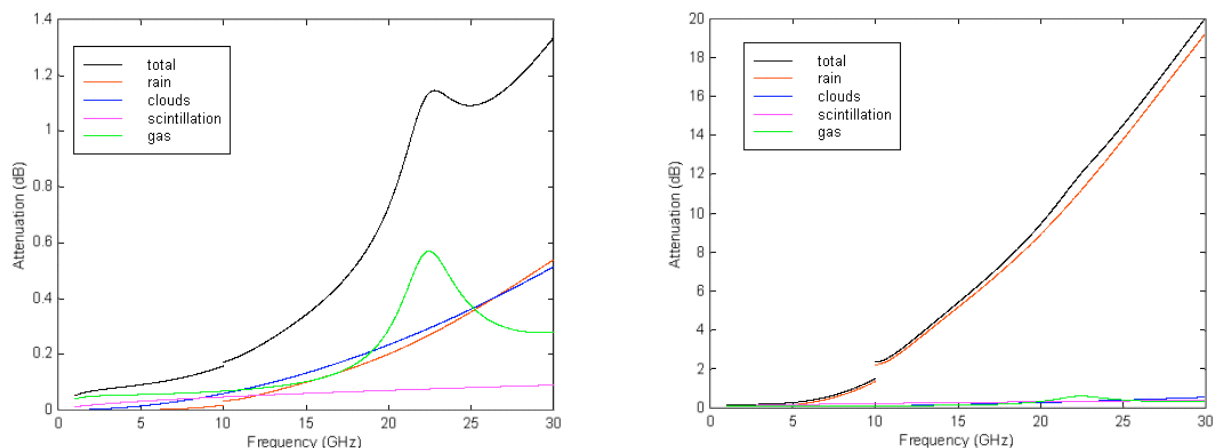 1.4
1.2
1
0.8
0.6
0.4
0.2
0
Attenuation (dB)
total
rain
clouds
scintillation
gas
0 5 10 15 20 25 30
Frequency (GHz)
20
18
16
14
12
10
8
6
4
2
0
Attenuation (dB)
total
rain
clouds
scintillation
gas
0 5 10 15 20 25 30
Frequency (GHz)